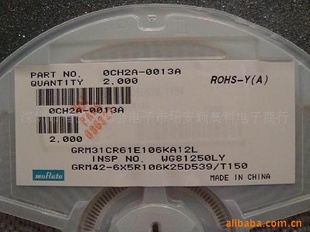 PART NO. 0CH2A-0013A
QUANTITY 2,000
ROHS-Y(A)
0CH2A-0013A
2,000
GRM31CR61E106KA12L
INSP NO. WG81250LY
GRM42-6X5R106K25D539/T150
muRata
MADE IN CHINA
alibaba.com.cn